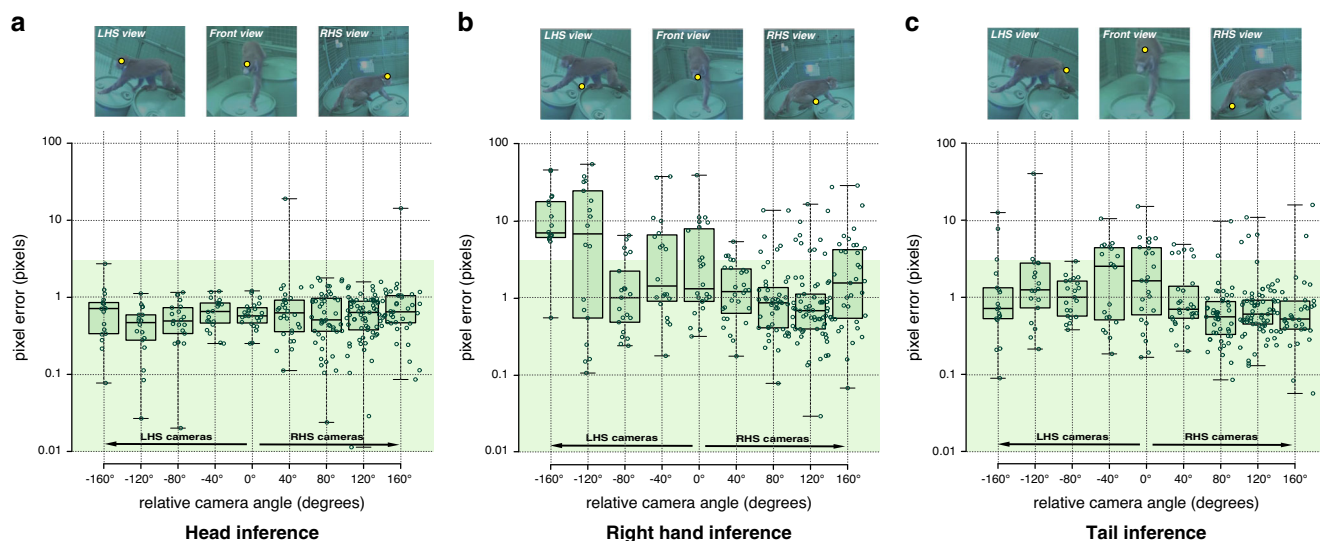 a
LHS view
Front view
RHS view
100
10
1
0.1
0.01
pixel error (pixels)
LHS cameras
RHS cameras
-160° -120° -80° -40° 0° 40° 80° 120° 160°
relative camera angle (degrees)
Head inference
b
LHS view
Front view
RHS view
100
10
1
0.1
0.01
pixel error (pixels)
LHS cameras
RHS cameras
-160° -120° -80° -40° 0° 40° 80° 120° 160°
relative camera angle (degrees)
Right hand inference
c
LHS view
Front view
RHS view
100
10
1
0.1
0.01
pixel error (pixels)
LHS cameras
RHS cameras
-160° -120° -80° -40° 0° 40° 80° 120° 160°
relative camera angle (degrees)
Tail inference